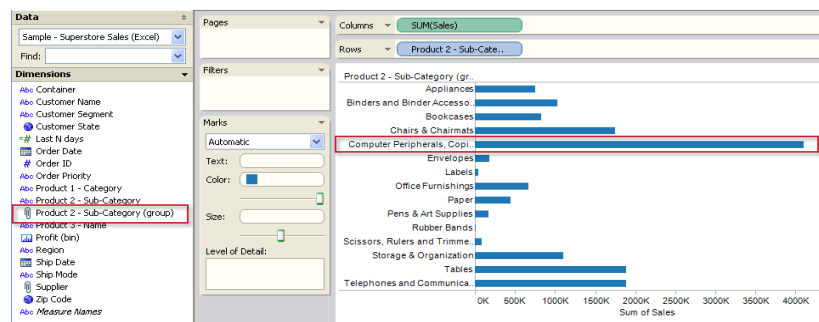 Data
Sample - Superstore Sales (Excel)
Find:
Dimensions
Abc Container
Abc Customer Name
Abc Customer Segment
Customer State
=# Last N days
Order Date
# Order ID
Abc Order Priority
Abc Product 1 - Category
Abc Product 2 - Sub-Category
Product 2 - Sub-Category (group)
Abc Product 3 - Name
Profit (bin)
Abc Region
Ship Date
Abc Ship Mode
Supplier
Zip Code
Abc Measure Names
Pages
Filters
Marks
Automatic
Text:
Color:
Size:
Level of Detail:
Columns SUM(Sales)
Rows Product 2 - Sub-Cate..
Product 2 - Sub-Category (gr..
Appliances
Binders and Binder Accesso..
Bookcases
Chairs & Chairmats
Computer Peripherals, Copi..
Envelopes
Labels
Office Furnishings
Paper
Pens & Art Supplies
Rubber Bands
Scissors, Rulers and Trimme..
Storage & Organization
Tables
Telephones and Communica..
0K 500K 1000K 1500K 2000K 2500K 3000K 3500K 4000K
Sum of Sales